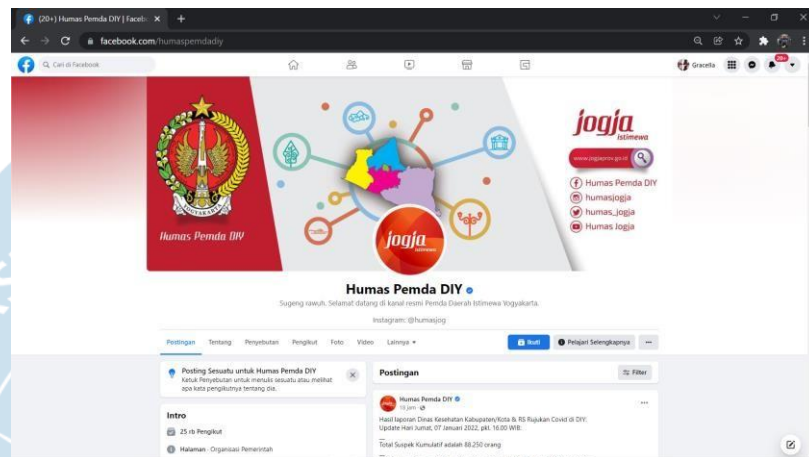 (20+) Humas Pemda DIY | Facebo
facebook.com/humaspemdadiy
Cari di Facebook
Gracella
20+
YOGYAKARTA
Humas Pemda DIY
jogja
istimewa
www.jogjaprov.go.id
Humas Pemda DIY
humasjogja
humas_jogja
Humas Jogja
jogja
istimewa
Humas Pemda DIY
Sugeng rawuh. Selamat datang di kanal resmi Pemda Daerah Istimewa Yogyakarta.
Instagram: @humasjog
Postingan Tentang Penyebutan Pengikut Foto Video Lainnya
Ikuti
Pelajari Selengkapnya
Posting Sesuatu untuk Humas Pemda DIY
Ketuk Penyebutan untuk menulis sesuatu atau melihat
apa kata pengikutnya tentang dia.
Intro
25 rb Pengikut
Halaman · Organisasi Pemerintah
Postingan
Filter
Humas Pemda DIY
Hasil laporan Dinas Kesehatan Kabupaten/Kota & RS Rujukan Covid di DIY:
Update Hari Jumat, 07 Januari 2022, pkl. 16.00 WIB.
Total Suspek Kumulatif adalah 88.250 orang